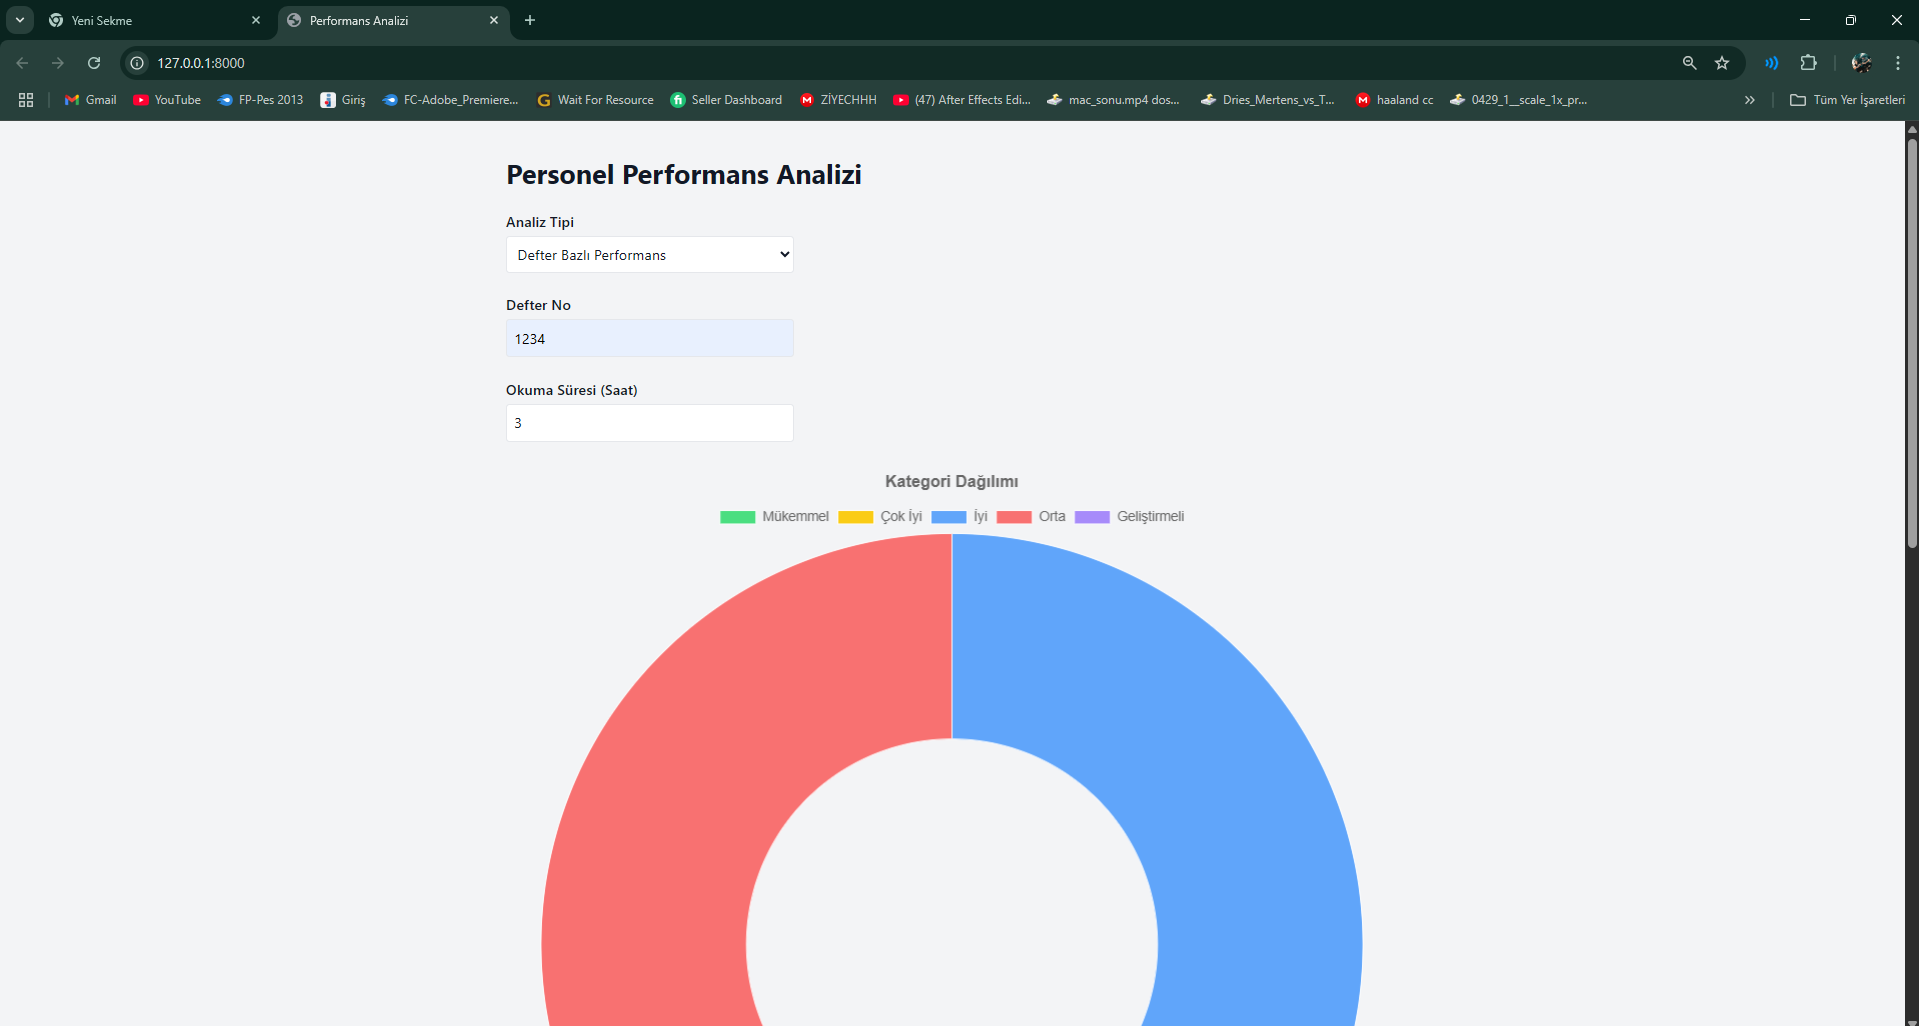 Yeni Sekme
Performans Analizi
127.0.0.1:8000
Gmail
YouTube
FP-Pes 2013
Giriş
FC-Adobe_Premiere...
Wait For Resource
Seller Dashboard
ZİYECHHH
(47) After Effects Edi...
mac_sonu.mp4 dos...
Dries_Mertens_vs_T...
haaland cc
0429_1__scale_1x_pr...
Tüm Yer İşaretleri
Personel Performans Analizi
Analiz Tipi
Defter Bazlı Performans
Defter No
1234
Okuma Süresi (Saat)
3
Kategori Dağılımı
Mükemmel
Çok İyi
İyi
Orta
Geliştirmeli